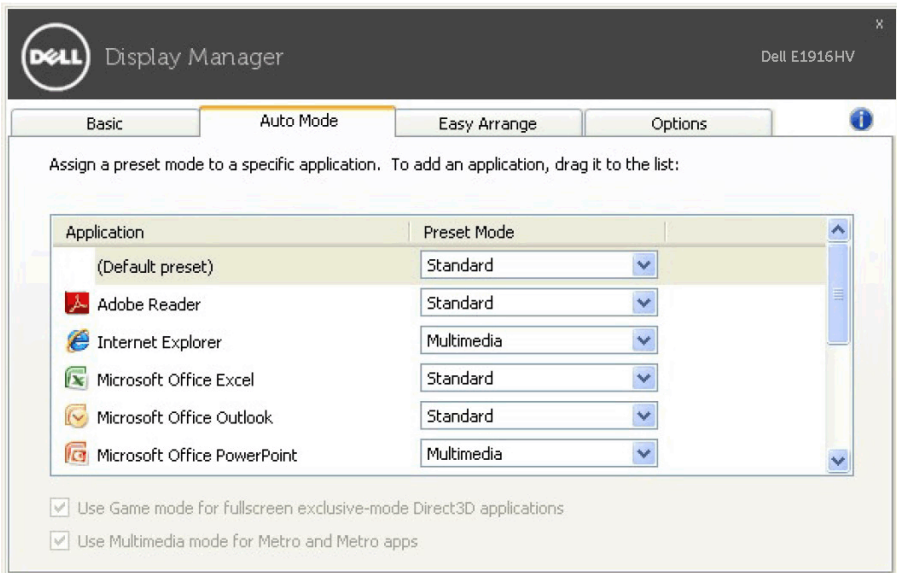 DELL Display Manager x
Dell E1916HV
Basic Auto Mode Easy Arrange Options i
Assign a preset mode to a specific application. To add an application, drag it to the list:
Application Preset Mode
(Default preset) Standard
Adobe Reader Standard
Internet Explorer Multimedia
Microsoft Office Excel Standard
Microsoft Office Outlook Standard
Microsoft Office PowerPoint Multimedia
Use Game mode for fullscreen exclusive-mode Direct3D applications
Use Multimedia mode for Metro and Metro apps